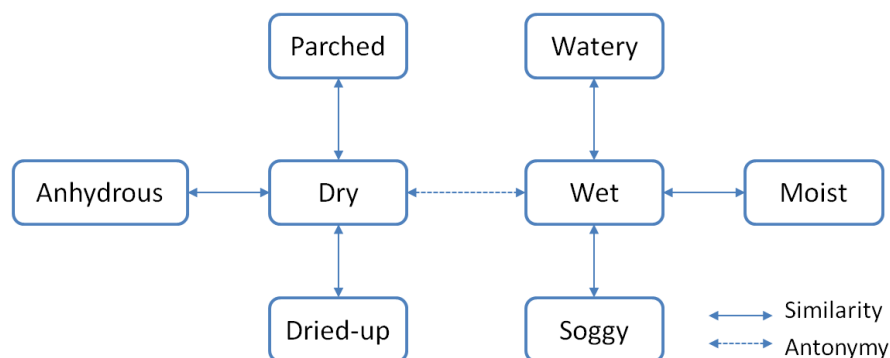 Parched
Watery
Anhydrous
Dry
Wet
Moist
Dried-up
Soggy
Similarity
Antonymy